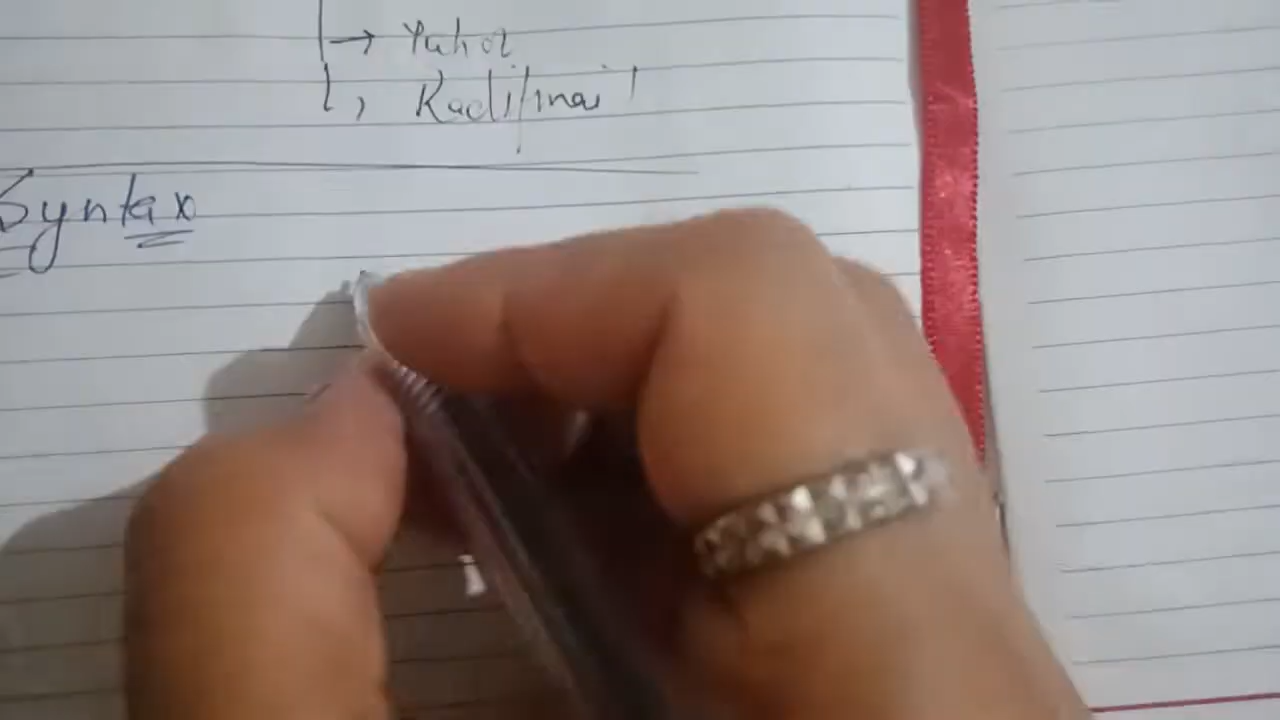 → Yahoo
Rediffmail
Syntax